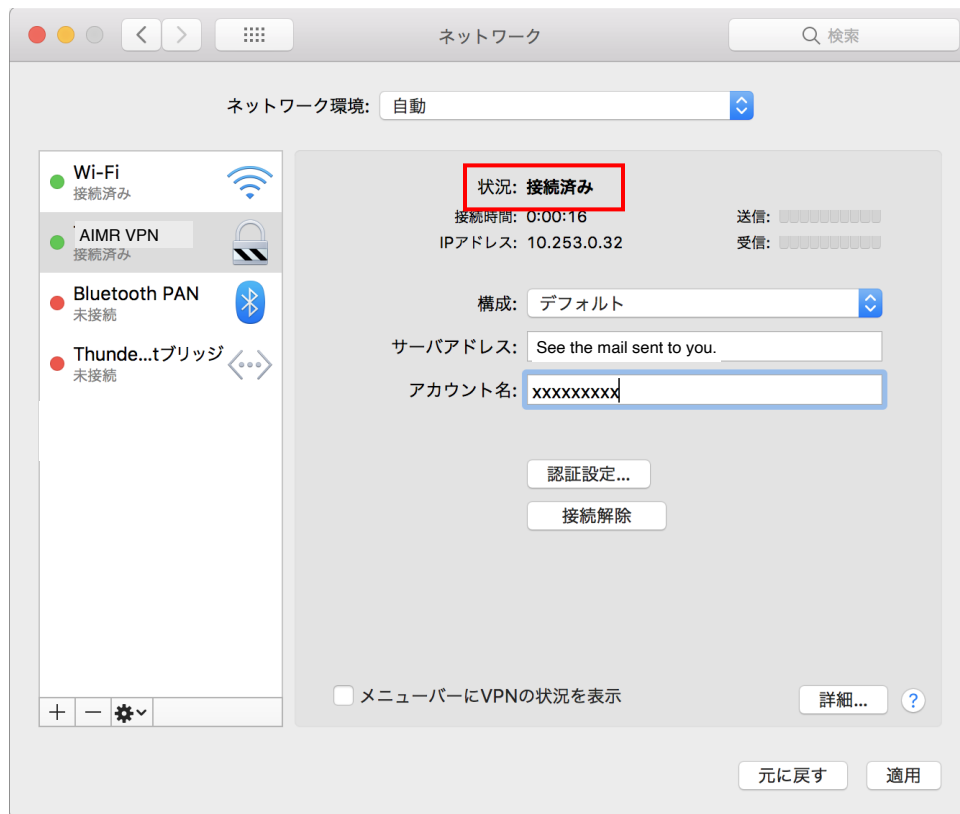 ネットワーク
検索
ネットワーク環境: 自動
Wi-Fi
接続済み
AIMR VPN
接続済み
Bluetooth PAN
未接続
Thunde...tブリッジ
未接続
状況: 接続済み
接続時間: 0:00:16
送信:
IPアドレス: 10.253.0.32
受信:
構成: デフォルト
サーバアドレス: See the mail sent to you.
アカウント名: xxxxxxxxx
認証設定...
接続解除
メニューバーにVPNの状況を表示
詳細... ?
元に戻す 適用